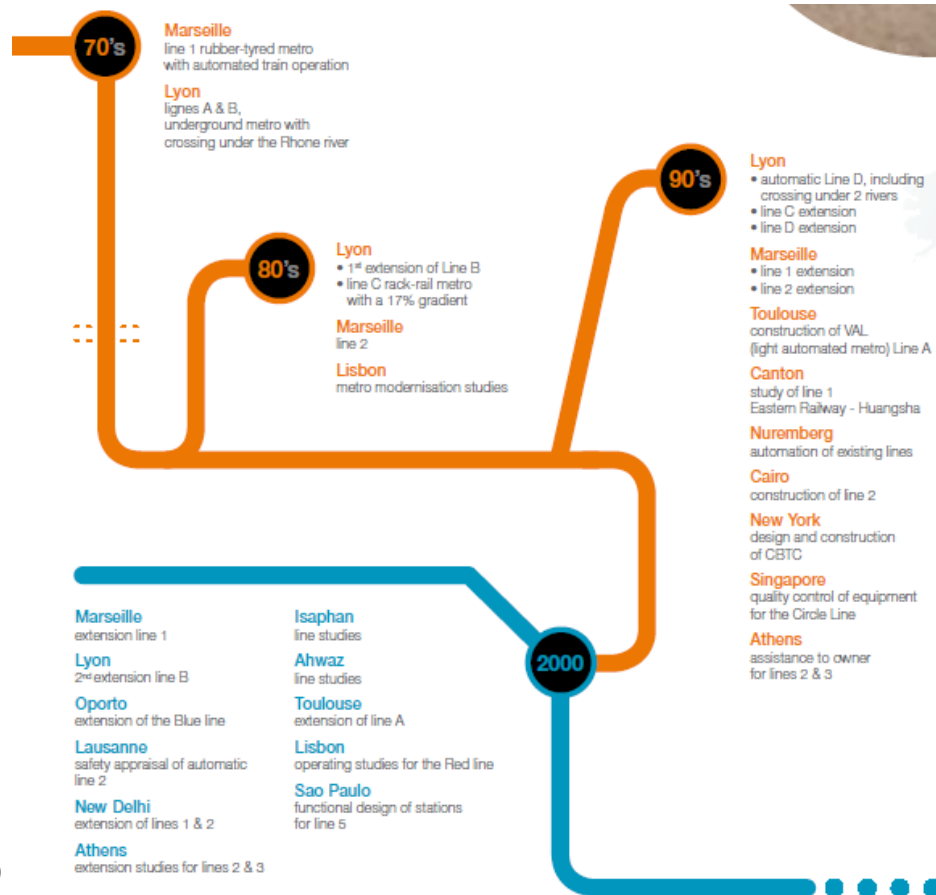 70's
Marseille
line 1 rubber-tyred metro
with automated train operation
Lyon
lignes A & B,
underground metro with
crossing under the Rhone river
80's
Lyon
• 1st extension of Line B
• line C rack-rail metro
with a 17% gradient
Marseille
line 2
Lisbon
metro modernisation studies
90's
Lyon
• automatic Line D, including
crossing under 2 rivers
• line C extension
• line D extension
Marseille
• line 1 extension
• line 2 extension
Toulouse
construction of VAL
(light automated metro) Line A
Canton
study of line 1
Eastern Railway - Huangsha
Nuremberg
automation of existing lines
Cairo
construction of line 2
New York
design and construction
of CBTC
Singapore
quality control of equipment
for the Circle Line
Athens
assistance to owner
for lines 2 & 3
2000
Marseille
extension line 1
Lyon
2nd extension line B
Oporto
extension of the Blue line
Lausanne
safety appraisal of automatic
line 2
New Delhi
extension of lines 1 & 2
Athens
extension studies for lines 2 & 3
Isaphan
line studies
Ahwaz
line studies
Toulouse
extension of line A
Lisbon
operating studies for the Red line
Sao Paulo
functional design of stations
for line 5